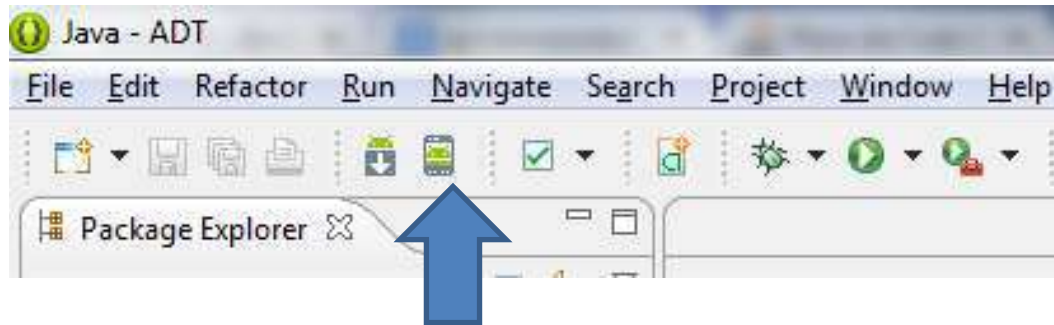 Java - ADT
File Edit Refactor Run Navigate Search Project Window Help
Package Explorer